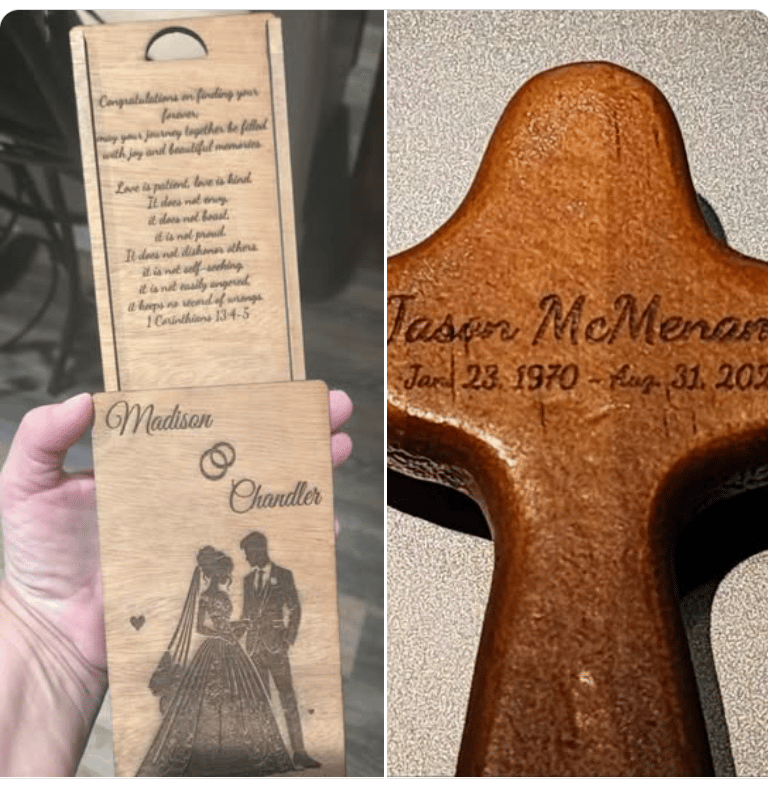 Congratulations on finding your
forever,
may your journey together be filled
with joy and beautiful memories.
Love is patient, love is kind.
It does not envy,
it does not boast,
it is not proud.
It does not dishonor others,
it is not self-seeking,
it is not easily angered,
it keeps no record of wrongs.
1 Corinthians 13:4-5
Madison
Chandler
Jason McMenam
Jan 23, 1970 - Aug. 31, 202